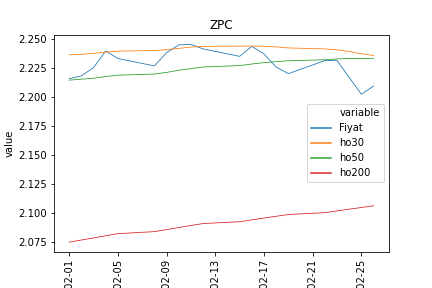 ZPC
2.250
2.225
2.200
2.175
2.150
2.125
2.100
2.075
value
variable
Fiyat
ho30
ho50
ho200
02-01
02-05
02-09
02-13
02-17
02-21
02-25